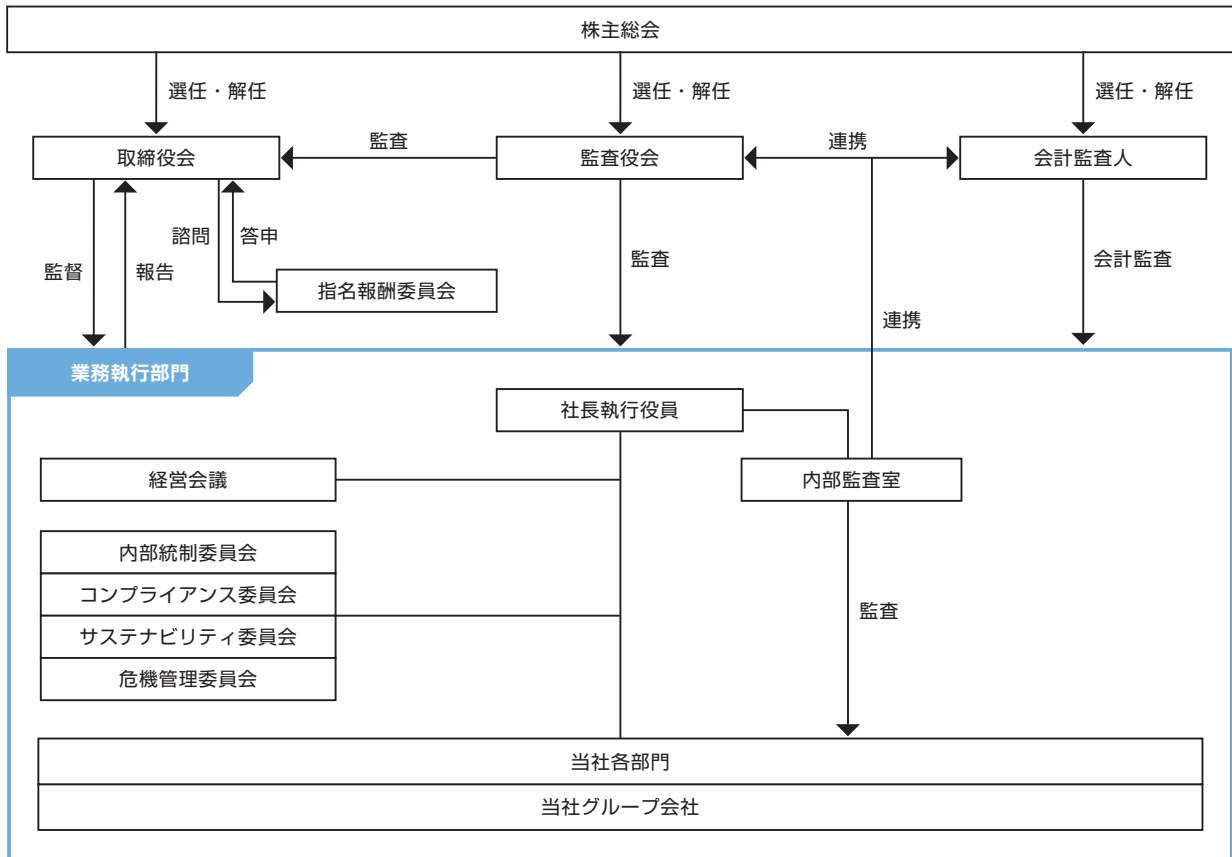 株主総会
選任・解任
選任・解任
選任・解任
取締役会
監査
監査役会
連携
会計監査人
諮問
答申
監督
報告
指名報酬委員会
監査
会計監査
連携
業務執行部門
社長執行役員
経営会議
内部監査室
内部統制委員会
コンプライアンス委員会
サステナビリティ委員会
危機管理委員会
監査
当社各部門
当社グループ会社